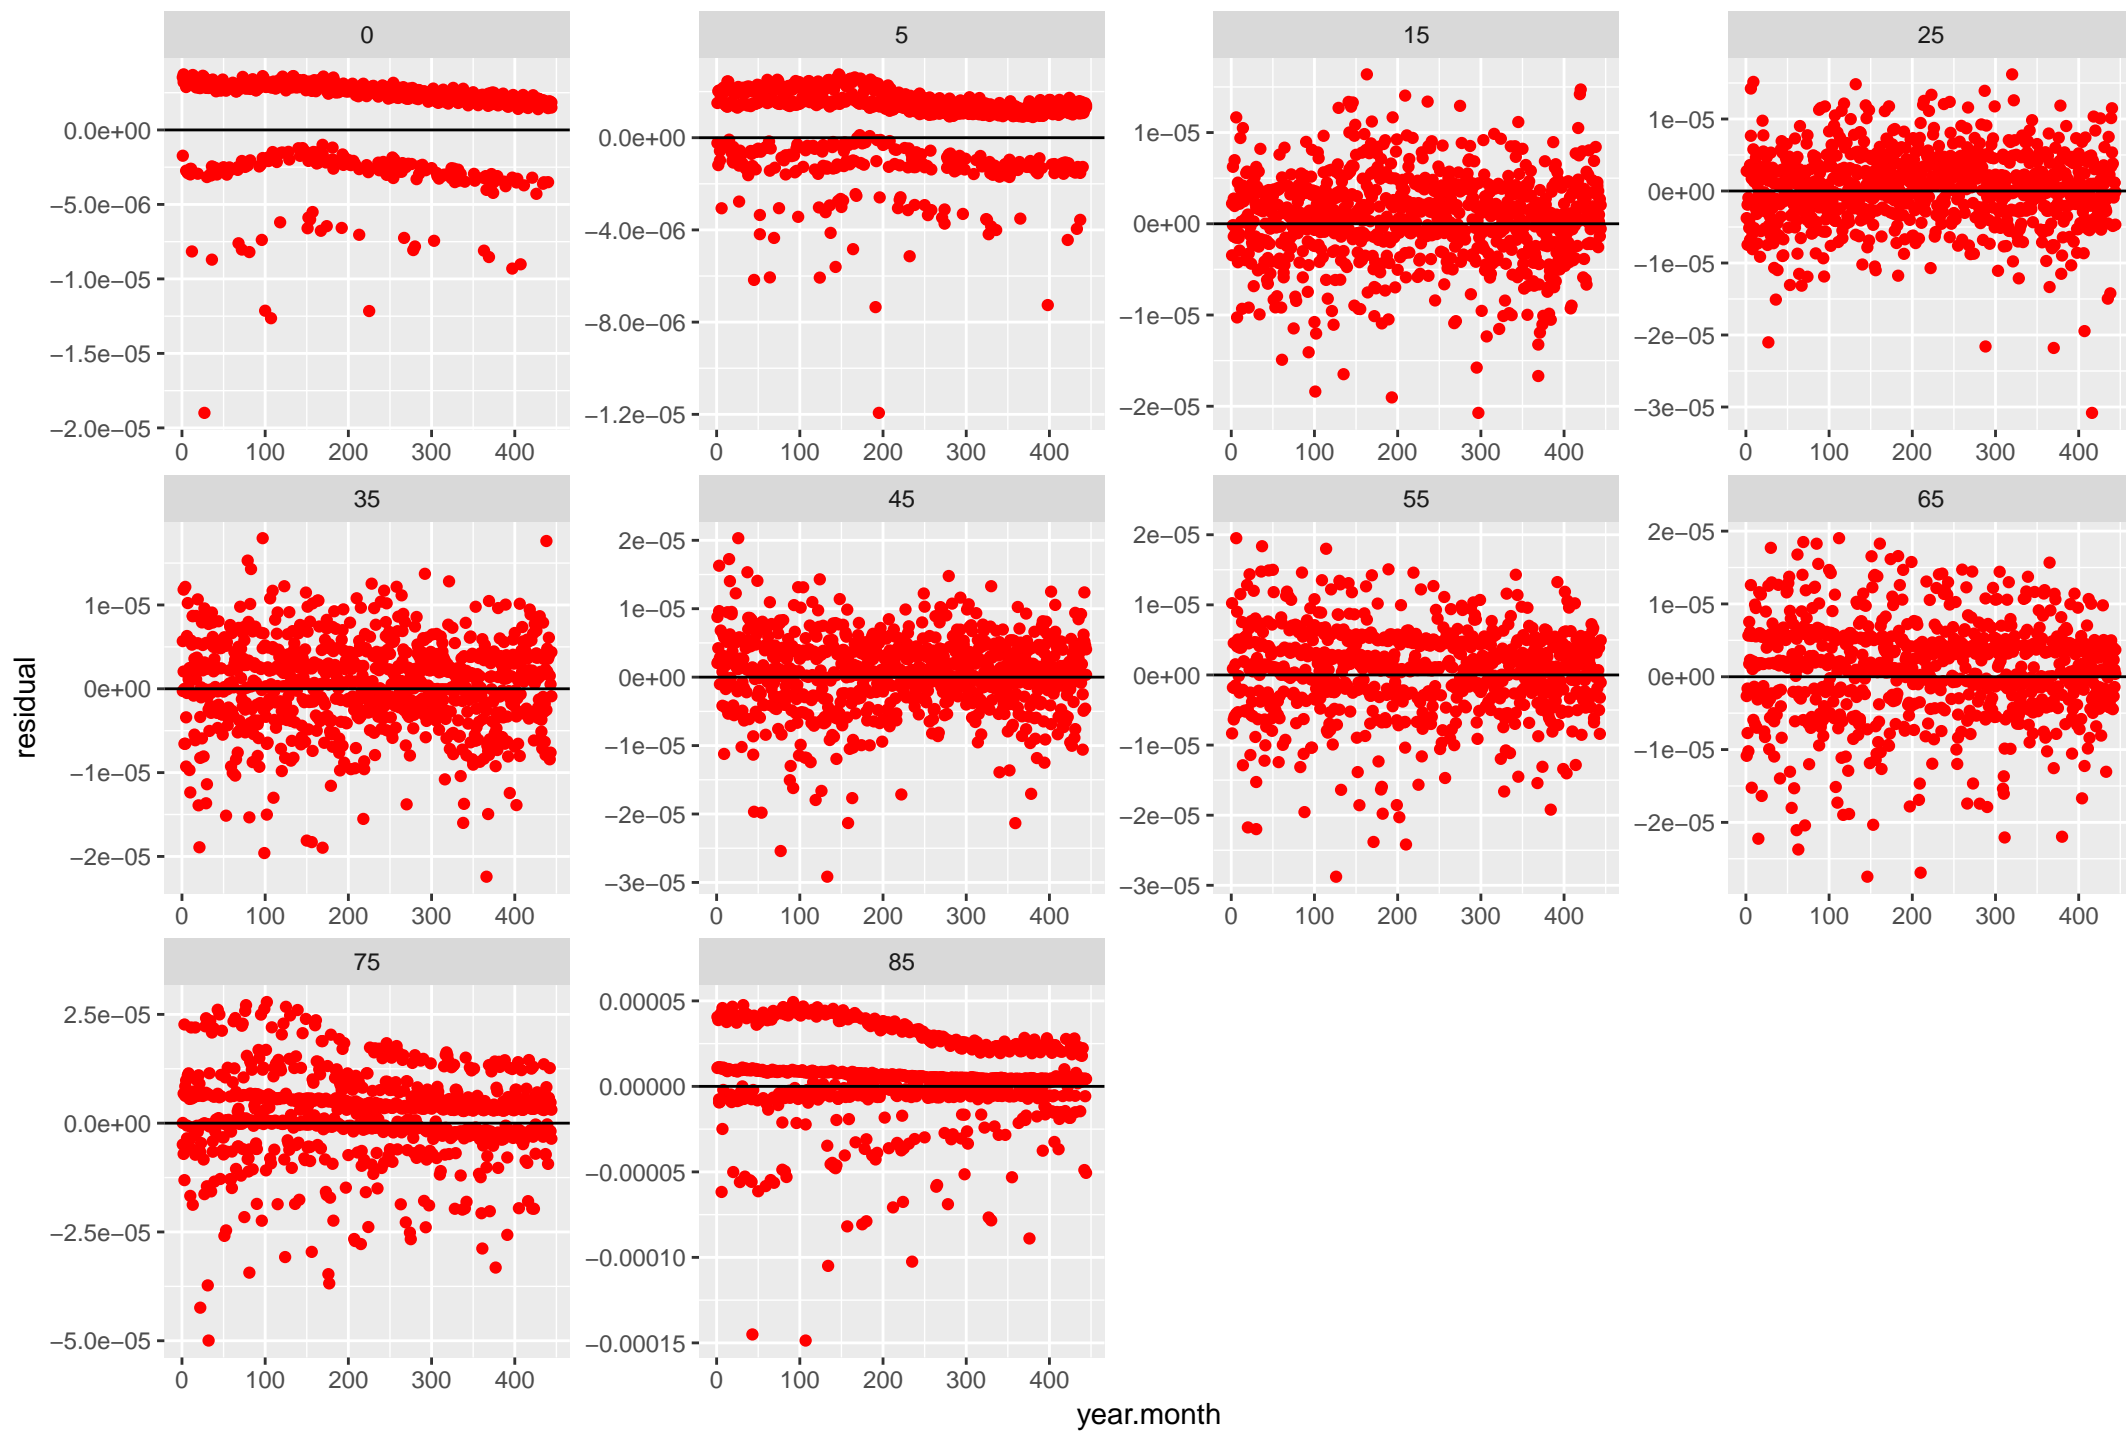 0 5 15 25
0.0e+00
−5.0e−06
−1.0e−05
−1.5e−05
−2.0e−05
0 100 200 300 400
0.0e+00
−4.0e−06
−8.0e−06
−1.2e−05
0 100 200 300 400
1e−05
0e+00
−1e−05
−2e−05
0 100 200 300 400
1e−05
0e+00
−1e−05
−2e−05
−3e−05
0 100 200 300 400
35 45 55 65
1e−05
0e+00
−1e−05
−2e−05
0 100 200 300 400
2e−05
1e−05
0e+00
−1e−05
−2e−05
−3e−05
0 100 200 300 400
2e−05
1e−05
0e+00
−1e−05
−2e−05
−3e−05
0 100 200 300 400
2e−05
1e−05
0e+00
−1e−05
−2e−05
0 100 200 300 400
75 85
2.5e−05
0.0e+00
−2.5e−05
−5.0e−05
0 100 200 300 400
0.00005
0.00000
−0.00005
−0.00010
−0.00015
0 100 200 300 400
residual
year.month